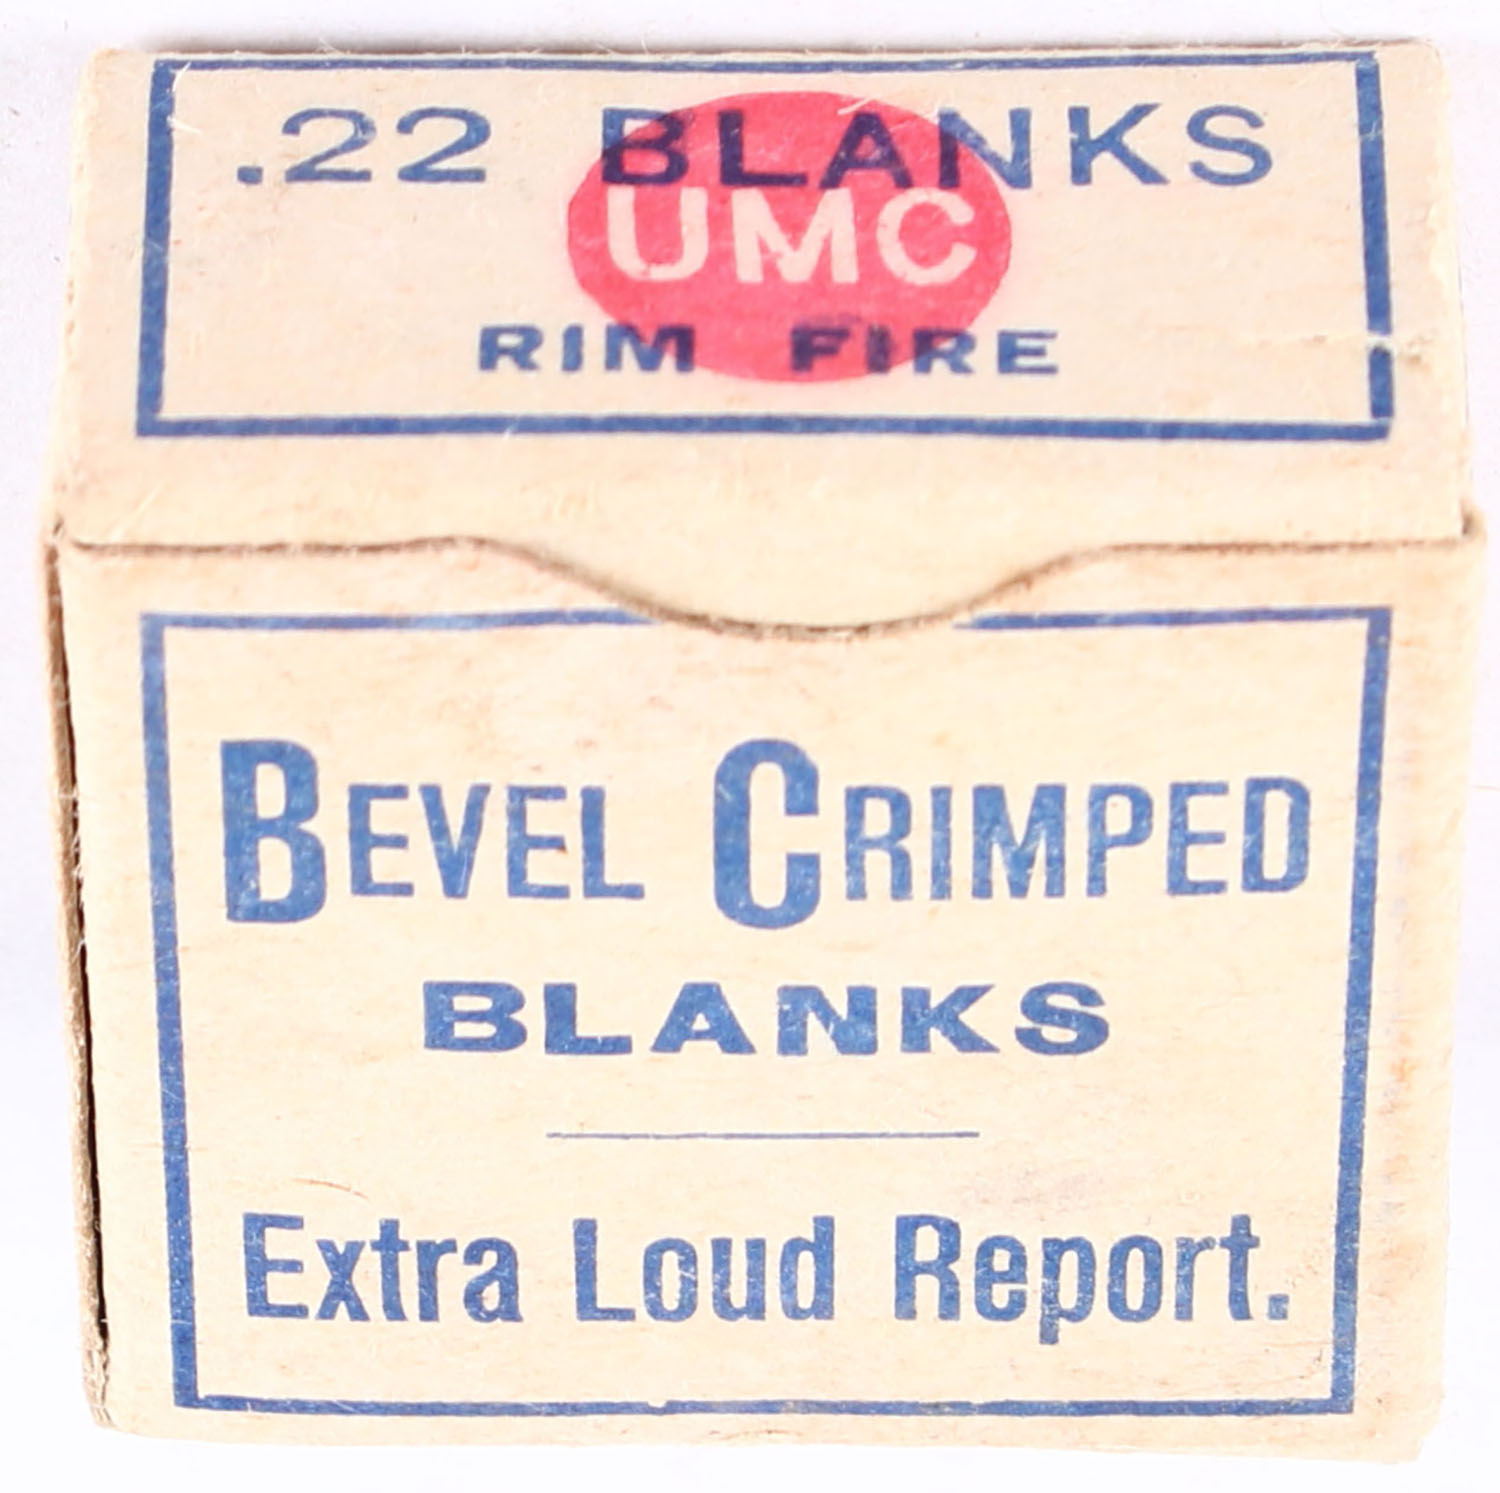 .22 BLANKS
UMC
RIM FIRE
BEVEL CRIMPED
BLANKS
Extra Loud Report.